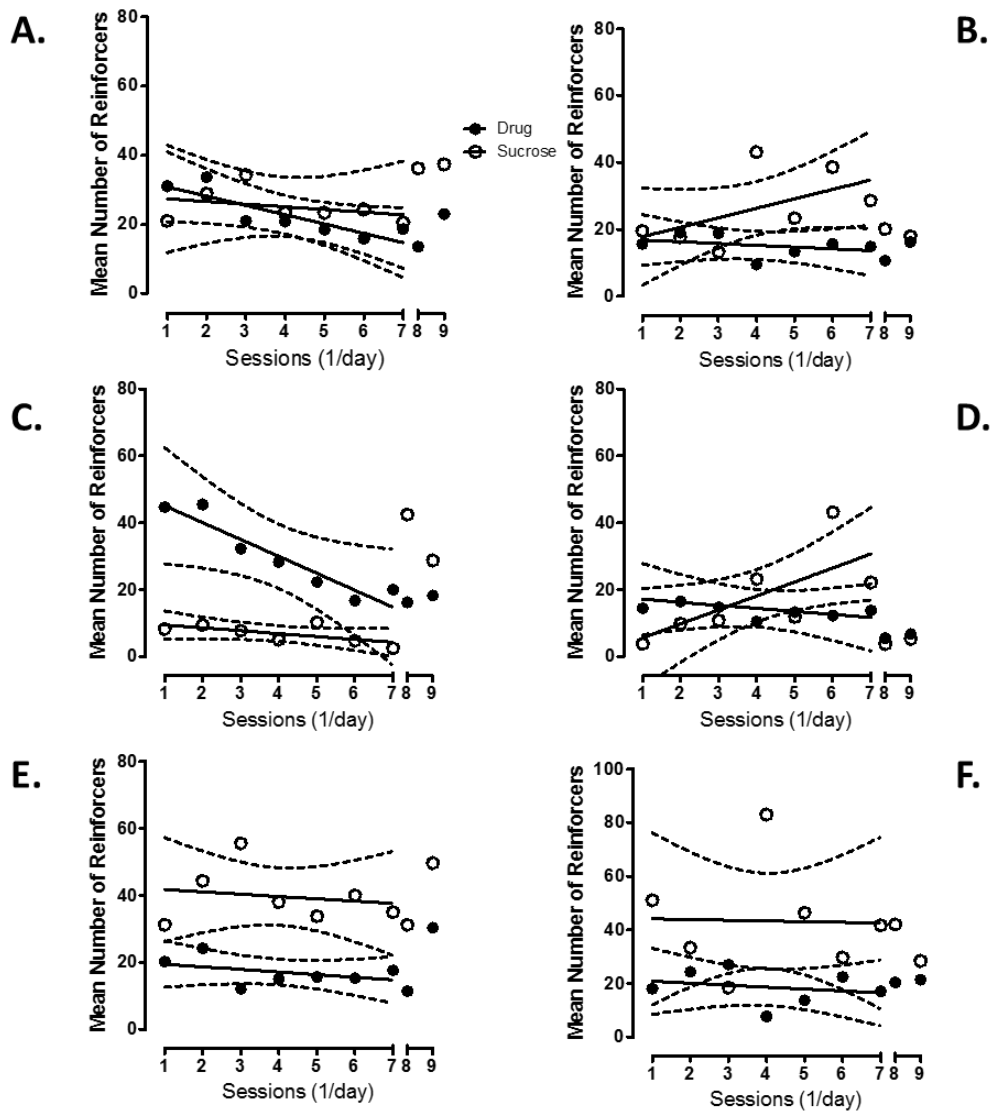 A.
Mean Number of Reinforcers
80
60
40
20
0
1 2 3 4 5 6 7 8 9
Sessions (1/day)
Drug
Sucrose
B.
Mean Number of Reinforcers
80
60
40
20
0
1 2 3 4 5 6 7 8 9
Sessions (1/day)
C.
Mean Number of Reinforcers
80
60
40
20
0
1 2 3 4 5 6 7 8 9
Sessions (1/day)
D.
Mean Number of Reinforcers
80
60
40
20
0
1 2 3 4 5 6 7 8 9
Sessions (1/day)
E.
Mean Number of Reinforcers
80
60
40
20
0
1 2 3 4 5 6 7 8 9
Sessions (1/day)
F.
Mean Number of Reinforcers
100
80
60
40
20
0
1 2 3 4 5 6 7 8 9
Sessions (1/day)